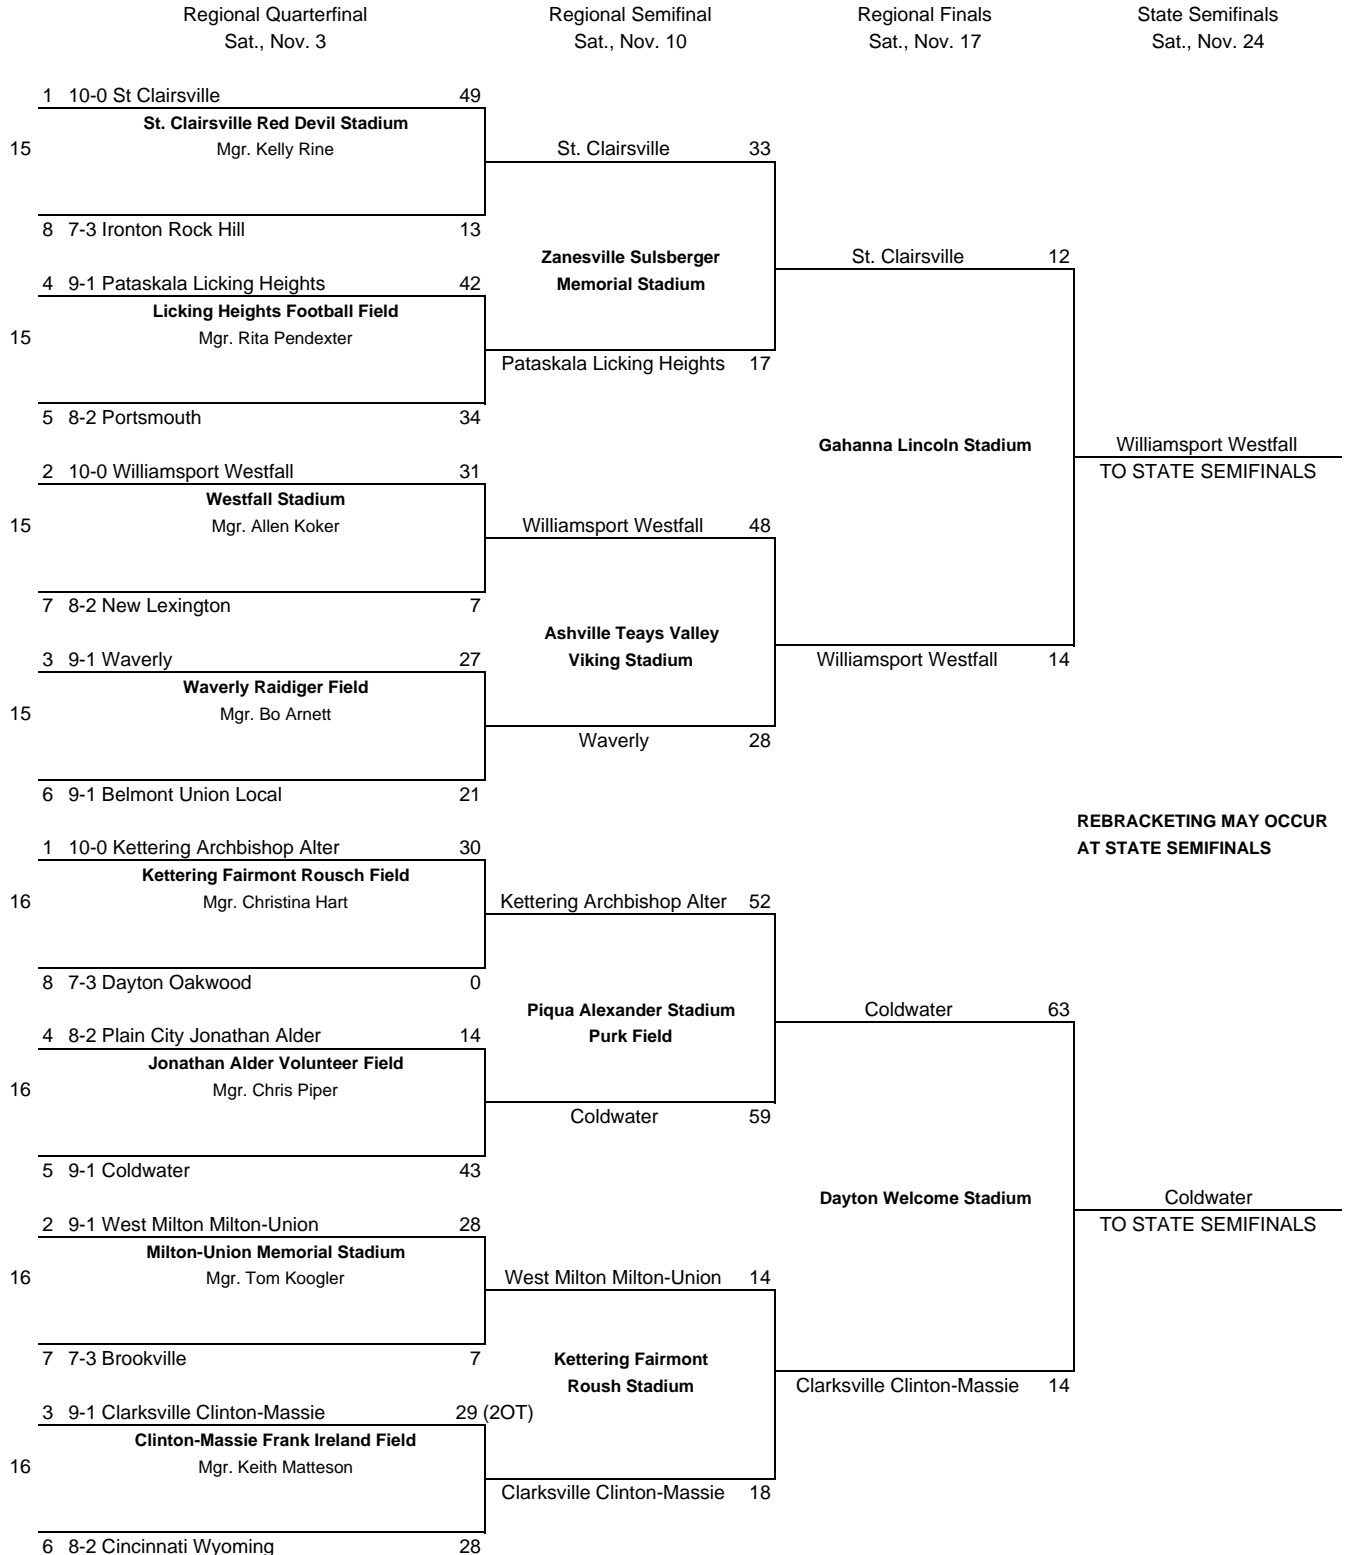 Regional Quarterfinal Regional Semifinal Regional Finals State Semifinals
Sat., Nov. 3 Sat., Nov. 10 Sat., Nov. 17 Sat., Nov. 24
1 10-0 St Clairsville 49
St. Clairsville Red Devil Stadium
15 Mgr. Kelly Rine St. Clairsville 33
8 7-3 Ironton Rock Hill 13
Zanesville Sulsberger St. Clairsville 12
4 9-1 Pataskala Licking Heights 42 Memorial Stadium
Licking Heights Football Field
15 Mgr. Rita Pendexter
Pataskala Licking Heights 17
5 8-2 Portsmouth 34
Gahanna Lincoln Stadium Williamsport Westfall
2 10-0 Williamsport Westfall 31 TO STATE SEMIFINALS
Westfall Stadium
15 Mgr. Allen Koker Williamsport Westfall 48
7 8-2 New Lexington 7
Ashville Teays Valley
3 9-1 Waverly 27 Viking Stadium Williamsport Westfall 14
Waverly Raidiger Field
15 Mgr. Bo Arnett
Waverly 28
6 9-1 Belmont Union Local 21
REBRACKETING MAY OCCUR
1 10-0 Kettering Archbishop Alter 30 AT STATE SEMIFINALS
Kettering Fairmont Rousch Field
16 Mgr. Christina Hart Kettering Archbishop Alter 52
8 7-3 Dayton Oakwood 0
Piqua Alexander Stadium Coldwater 63
4 8-2 Plain City Jonathan Alder 14 Purk Field
Jonathan Alder Volunteer Field
16 Mgr. Chris Piper
Coldwater 59
5 9-1 Coldwater 43
Dayton Welcome Stadium Coldwater
2 9-1 West Milton Milton-Union 28 TO STATE SEMIFINALS
Milton-Union Memorial Stadium
16 Mgr. Tom Koogler West Milton Milton-Union 14
7 7-3 Brookville 7 Kettering Fairmont
Roush Stadium Clarksville Clinton-Massie 14
3 9-1 Clarksville Clinton-Massie 29 (2OT)
Clinton-Massie Frank Ireland Field
16 Mgr. Keith Matteson
Clarksville Clinton-Massie 18
6 8-2 Cincinnati Wyoming 28